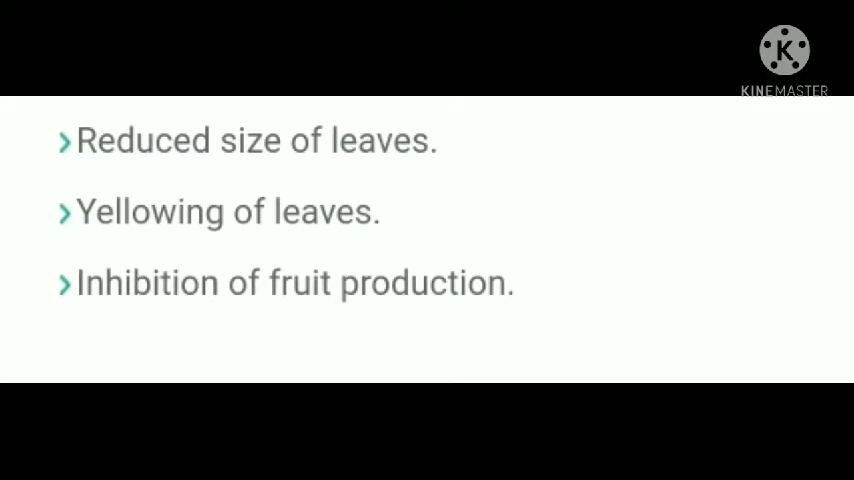 K
KINEMASTER
›Reduced size of leaves.
›Yellowing of leaves.
›Inhibition of fruit production.